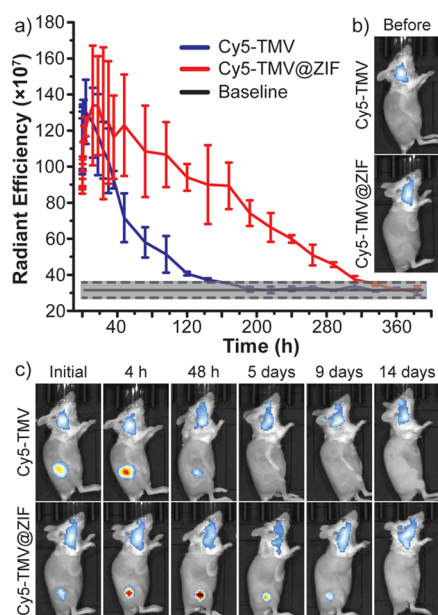 a)
Cy5-TMV
Cy5-TMV@ZIF
Baseline
Radiant Efficiency (×10⁷)
180
160
140
120
100
80
60
40
20
40 120 200 280 360
Time (h)
b) Before
Cy5-TMV
Cy5-TMV@ZIF
c) Initial 4 h 48 h 5 days 9 days 14 days
Cy5-TMV
Cy5-TMV@ZIF